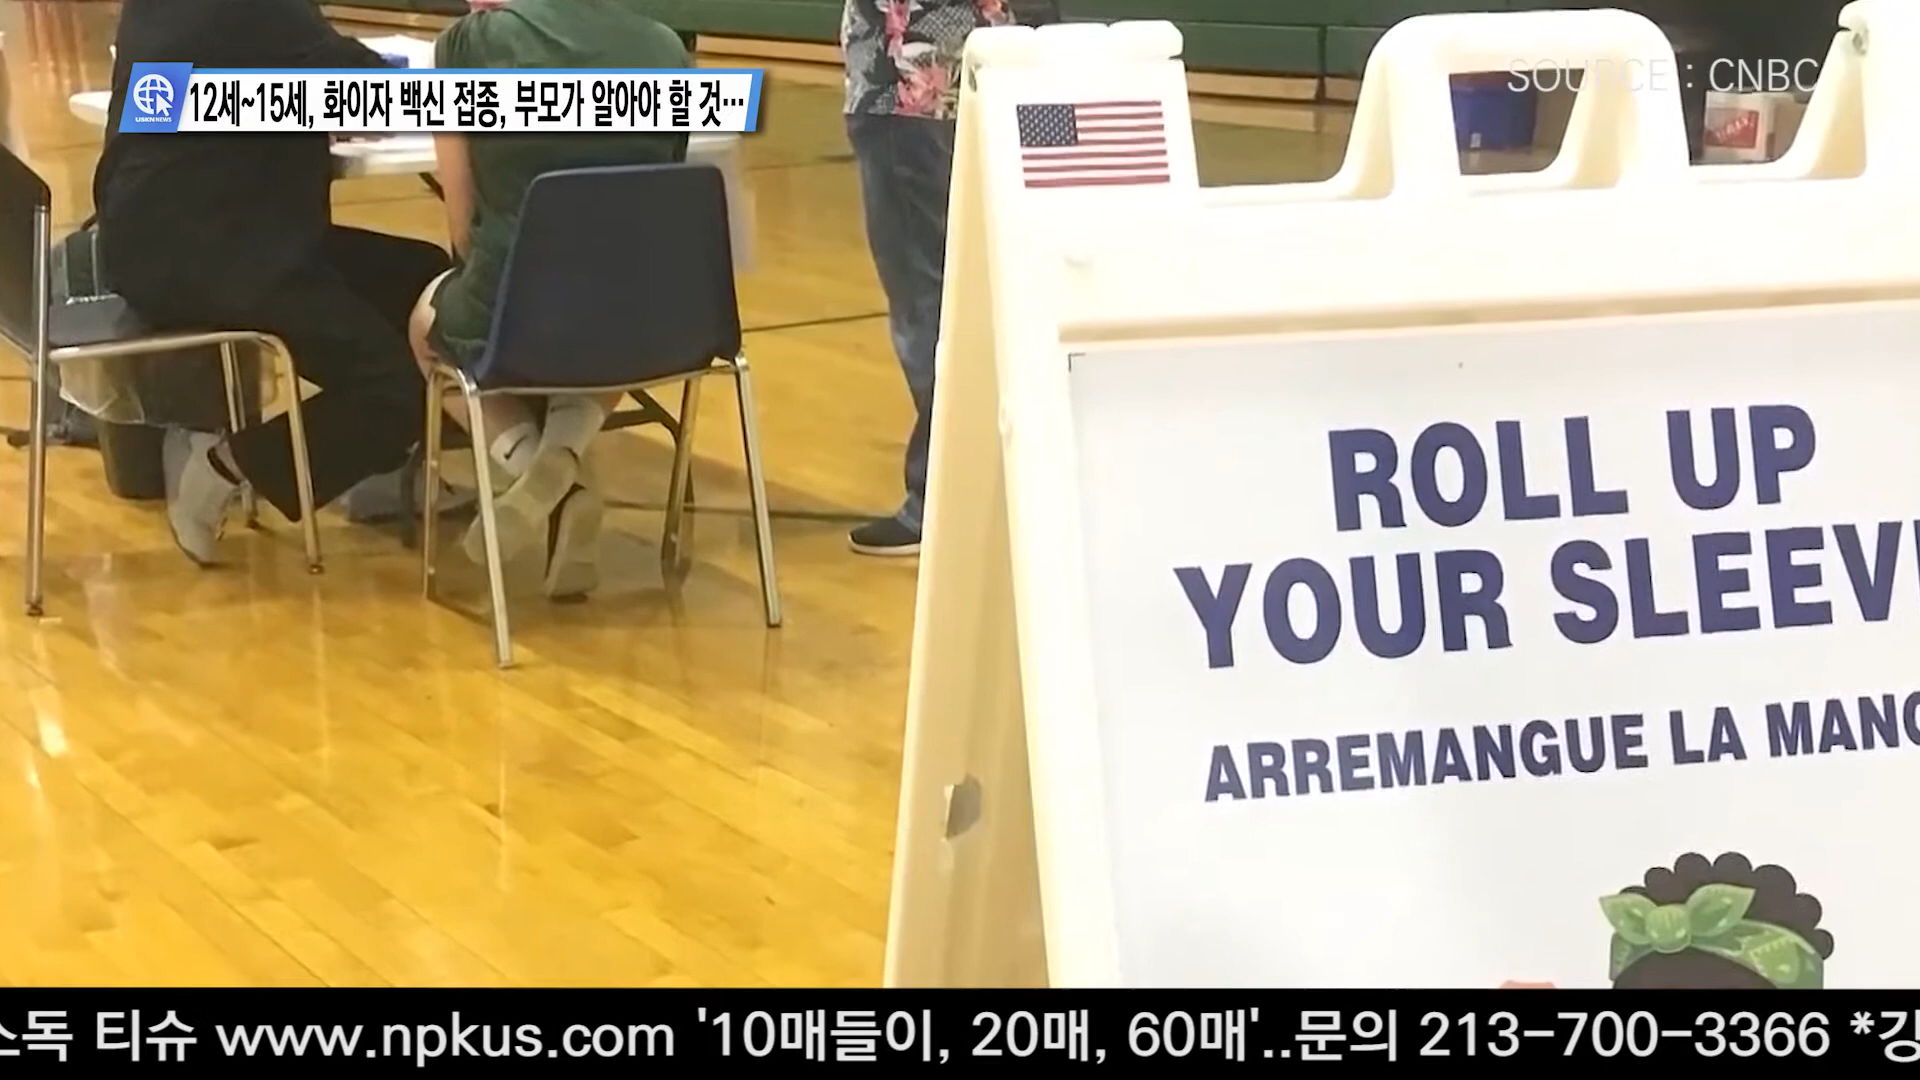 SOURCE : CNBC
USKN NEWS
12세~15세, 화이자 백신 접종, 부모가 알아야 할 것…
ROLL UP
YOUR SLEEV
ARREMANGUE LA MANG
독 티슈 www.npkus.com '10매들이, 20매, 60매'..문의 213-700-3366 *강